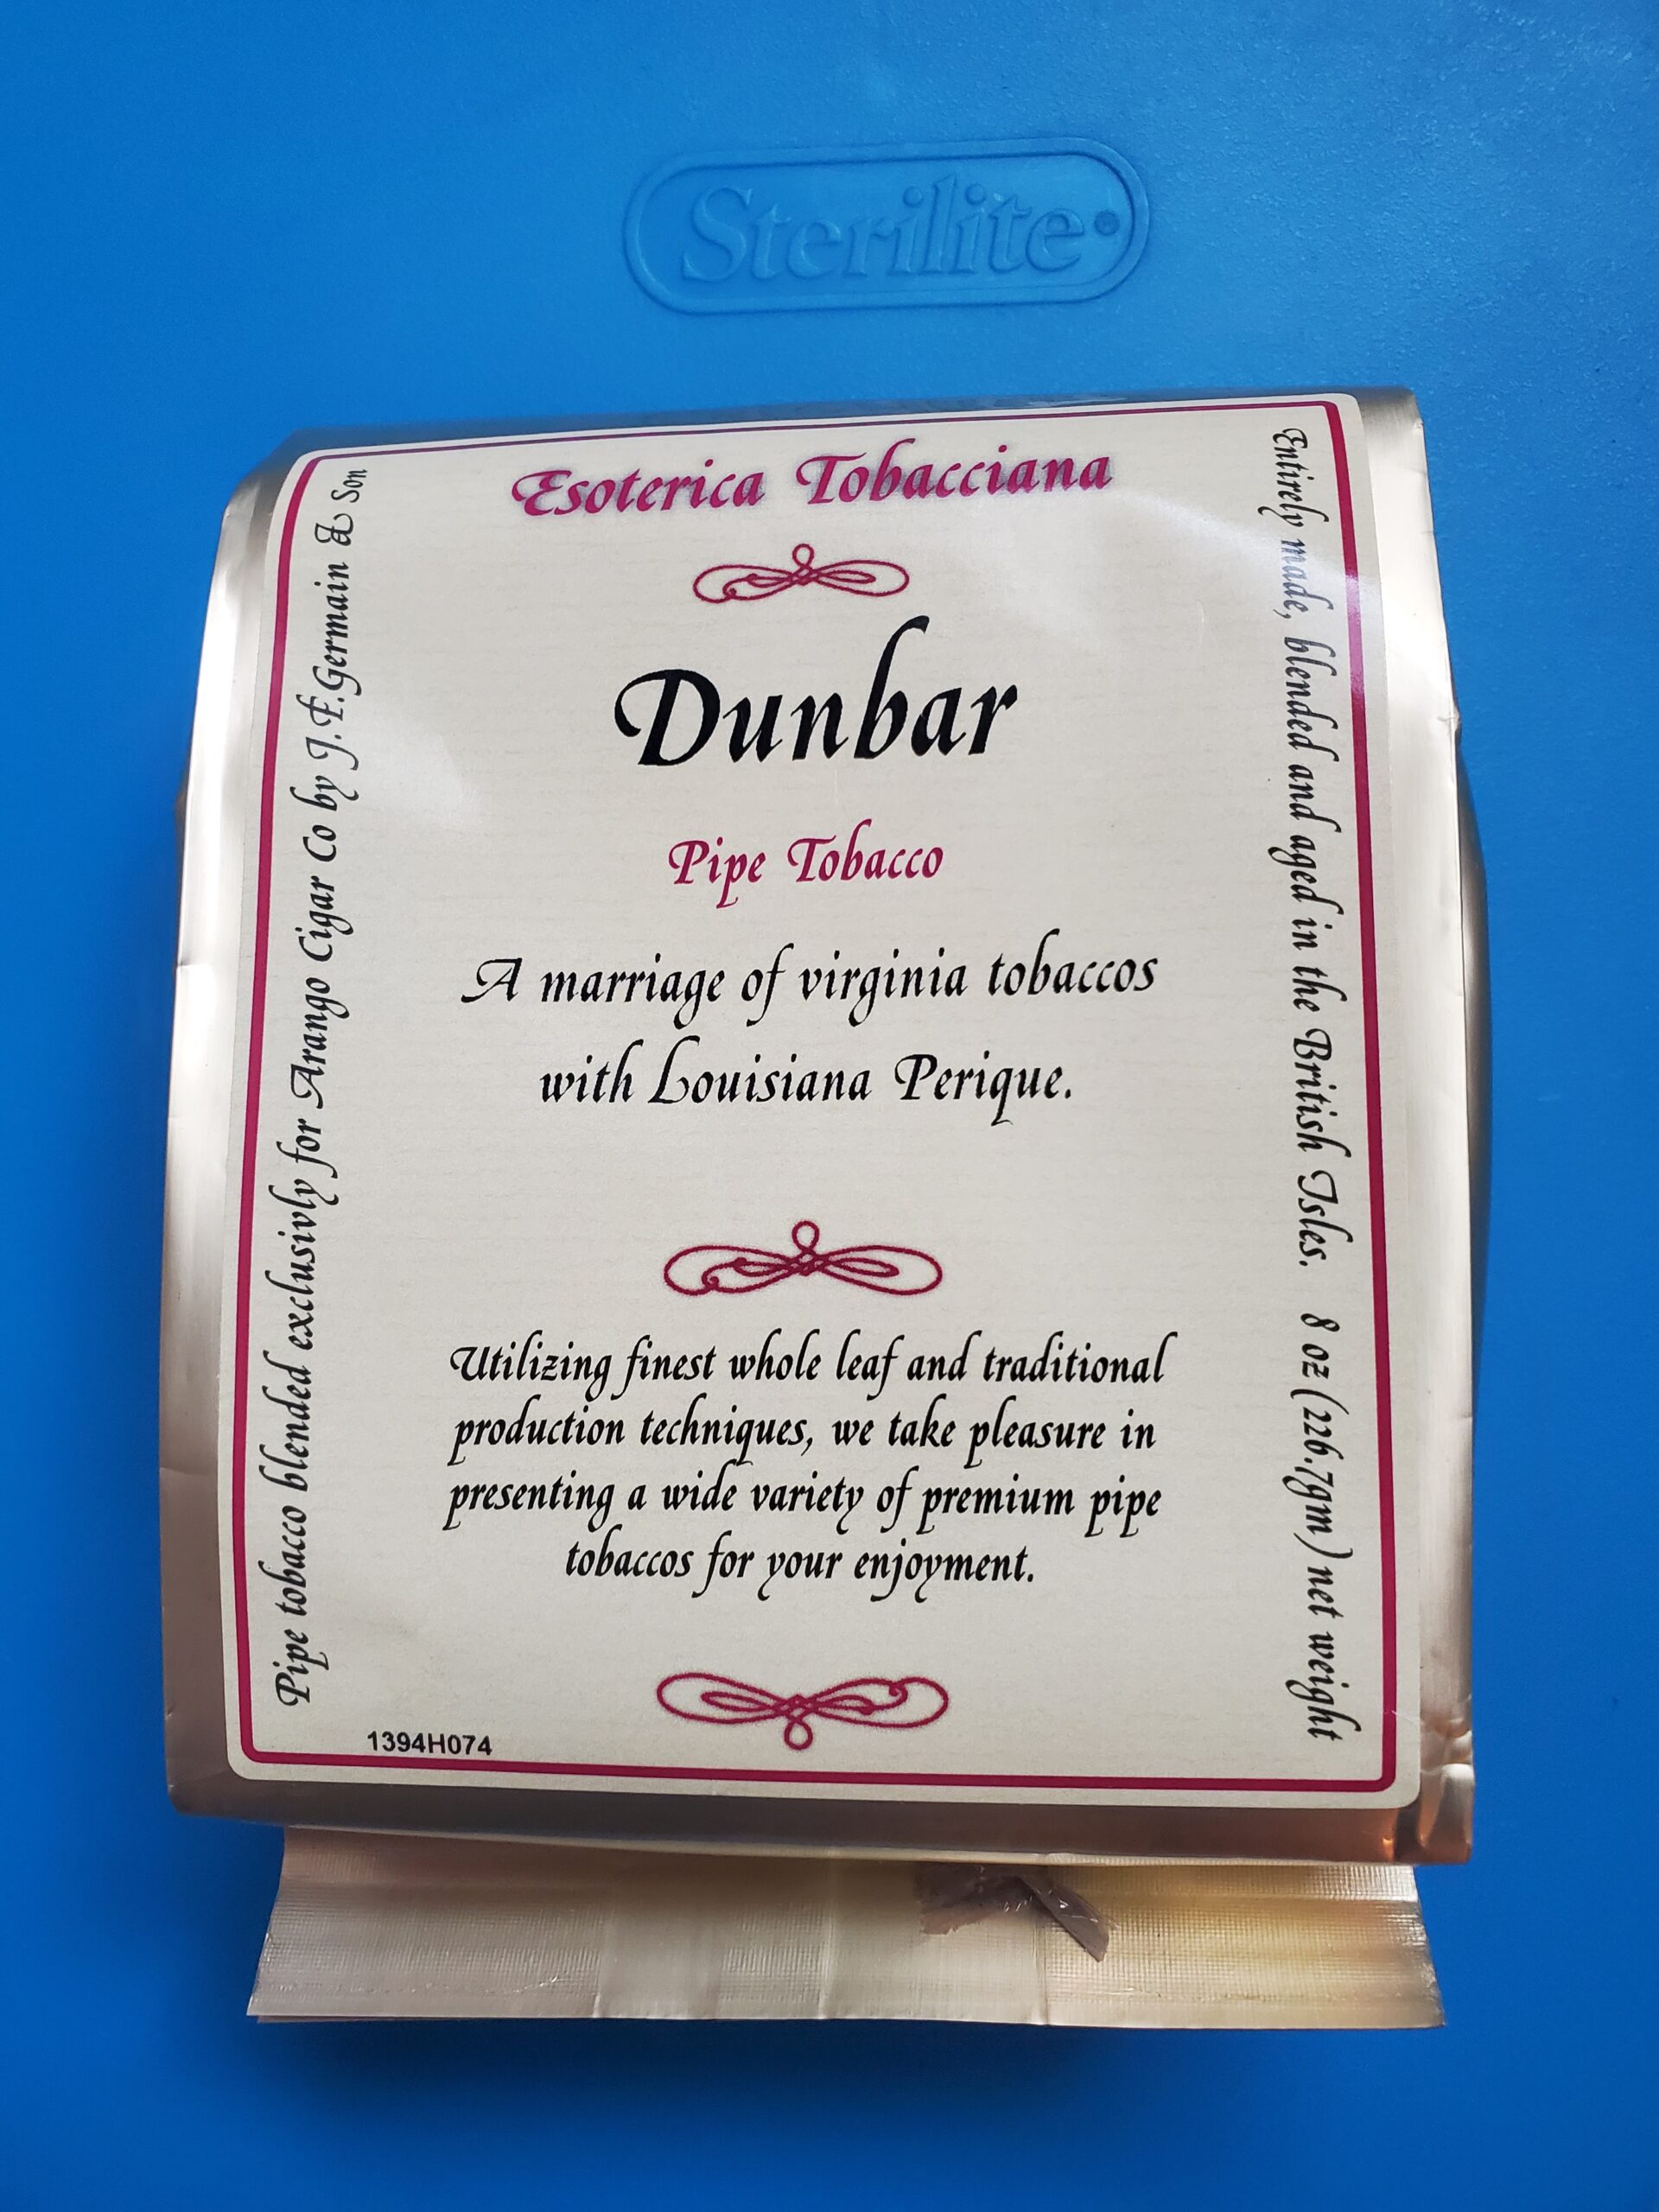 Sterilite
Esoterica Tobacciana
Dunbar
Pipe Tobacco
A marriage of virginia tobaccos
with Louisiana Perique.
Utilizing finest whole leaf and traditional
production techniques, we take pleasure in
presenting a wide variety of premium pipe
tobaccos for your enjoyment.
1394H074
Pipe tobacco blended exclusivly for Arango Cigar Co by J.F.Germain & Son
Entirely made, blended and aged in the British Isles. 8 oz (226.7gm) net weight